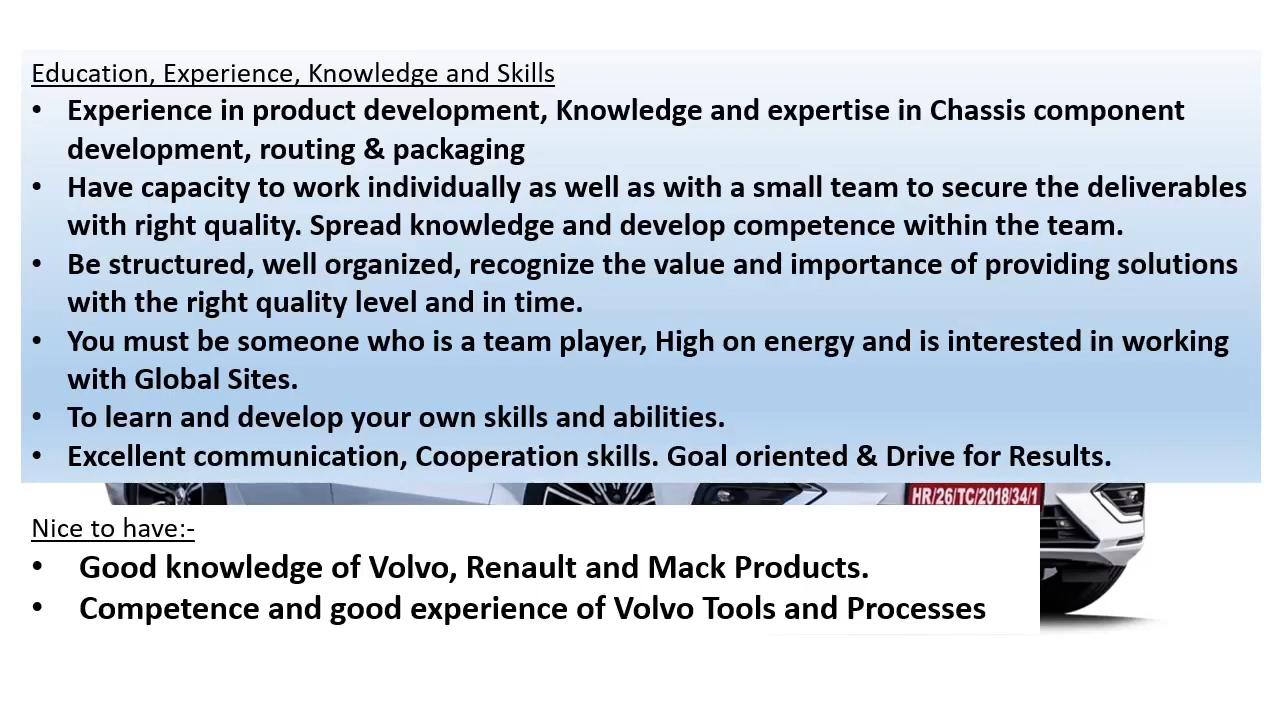 Education, Experience, Knowledge and Skills
• Experience in product development, Knowledge and expertise in Chassis component
development, routing & packaging
• Have capacity to work individually as well as with a small team to secure the deliverables
with right quality. Spread knowledge and develop competence within the team.
• Be structured, well organized, recognize the value and importance of providing solutions
with the right quality level and in time.
• You must be someone who is a team player, High on energy and is interested in working
with Global Sites.
• To learn and develop your own skills and abilities.
• Excellent communication, Cooperation skills. Goal oriented & Drive for Results.
HR/26/TC/2018/34/1
Nice to have:-
• Good knowledge of Volvo, Renault and Mack Products.
• Competence and good experience of Volvo Tools and Processes